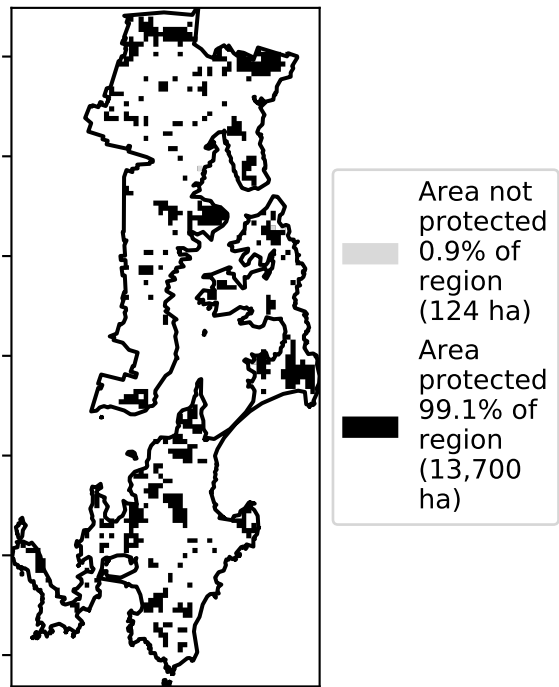 Area not
protected
0.9% of
region
(124 ha)
Area
protected
99.1% of
region
(13,700
ha)